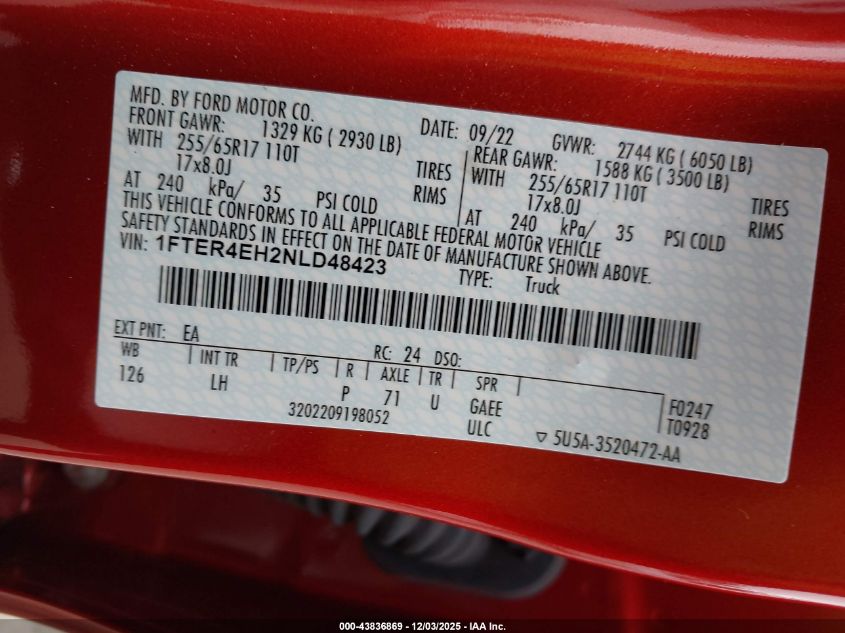 MFD. BY FORD MOTOR CO. DATE: 09/22 GVWR: 2744 KG ( 6050 LB)
FRONT GAWR: 1329 KG ( 2930 LB) REAR GAWR: 1588 KG ( 3500 LB)
WITH 255/65R17 110T TIRES WITH 255/65R17 110T TIRES
17x8.0J RIMS 17x8.0J RIMS
AT 240 kPa/ 35 PSI COLD AT 240 kPa/ 35 PSI COLD
THIS VEHICLE CONFORMS TO ALL APPLICABLE FEDERAL MOTOR VEHICLE
SAFETY STANDARDS IN EFFECT ON THE DATE OF MANUFACTURE SHOWN ABOVE.
VIN: 1FTER4EH2NLD48423 TYPE: Truck
EXT PNT: EA RC: 24 DSO:
WB INT TR TP/PS R AXLE TR SPR
126 LH P 71 U GAEE F0247
3202209198052 ULC T0928
5U5A-3520472-AA
000-43836869 - 12/03/2025 - IAA Inc.